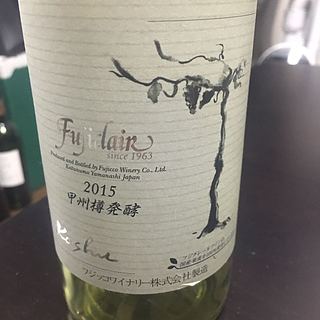 Fujiclair
since 1963
Produced and Bottled by Fujicco Winery Co., Ltd.
Katsunuma Yamanashi Japan
2015
甲州樽発酵
Koshu
フジッコワイナリー株式会社製造